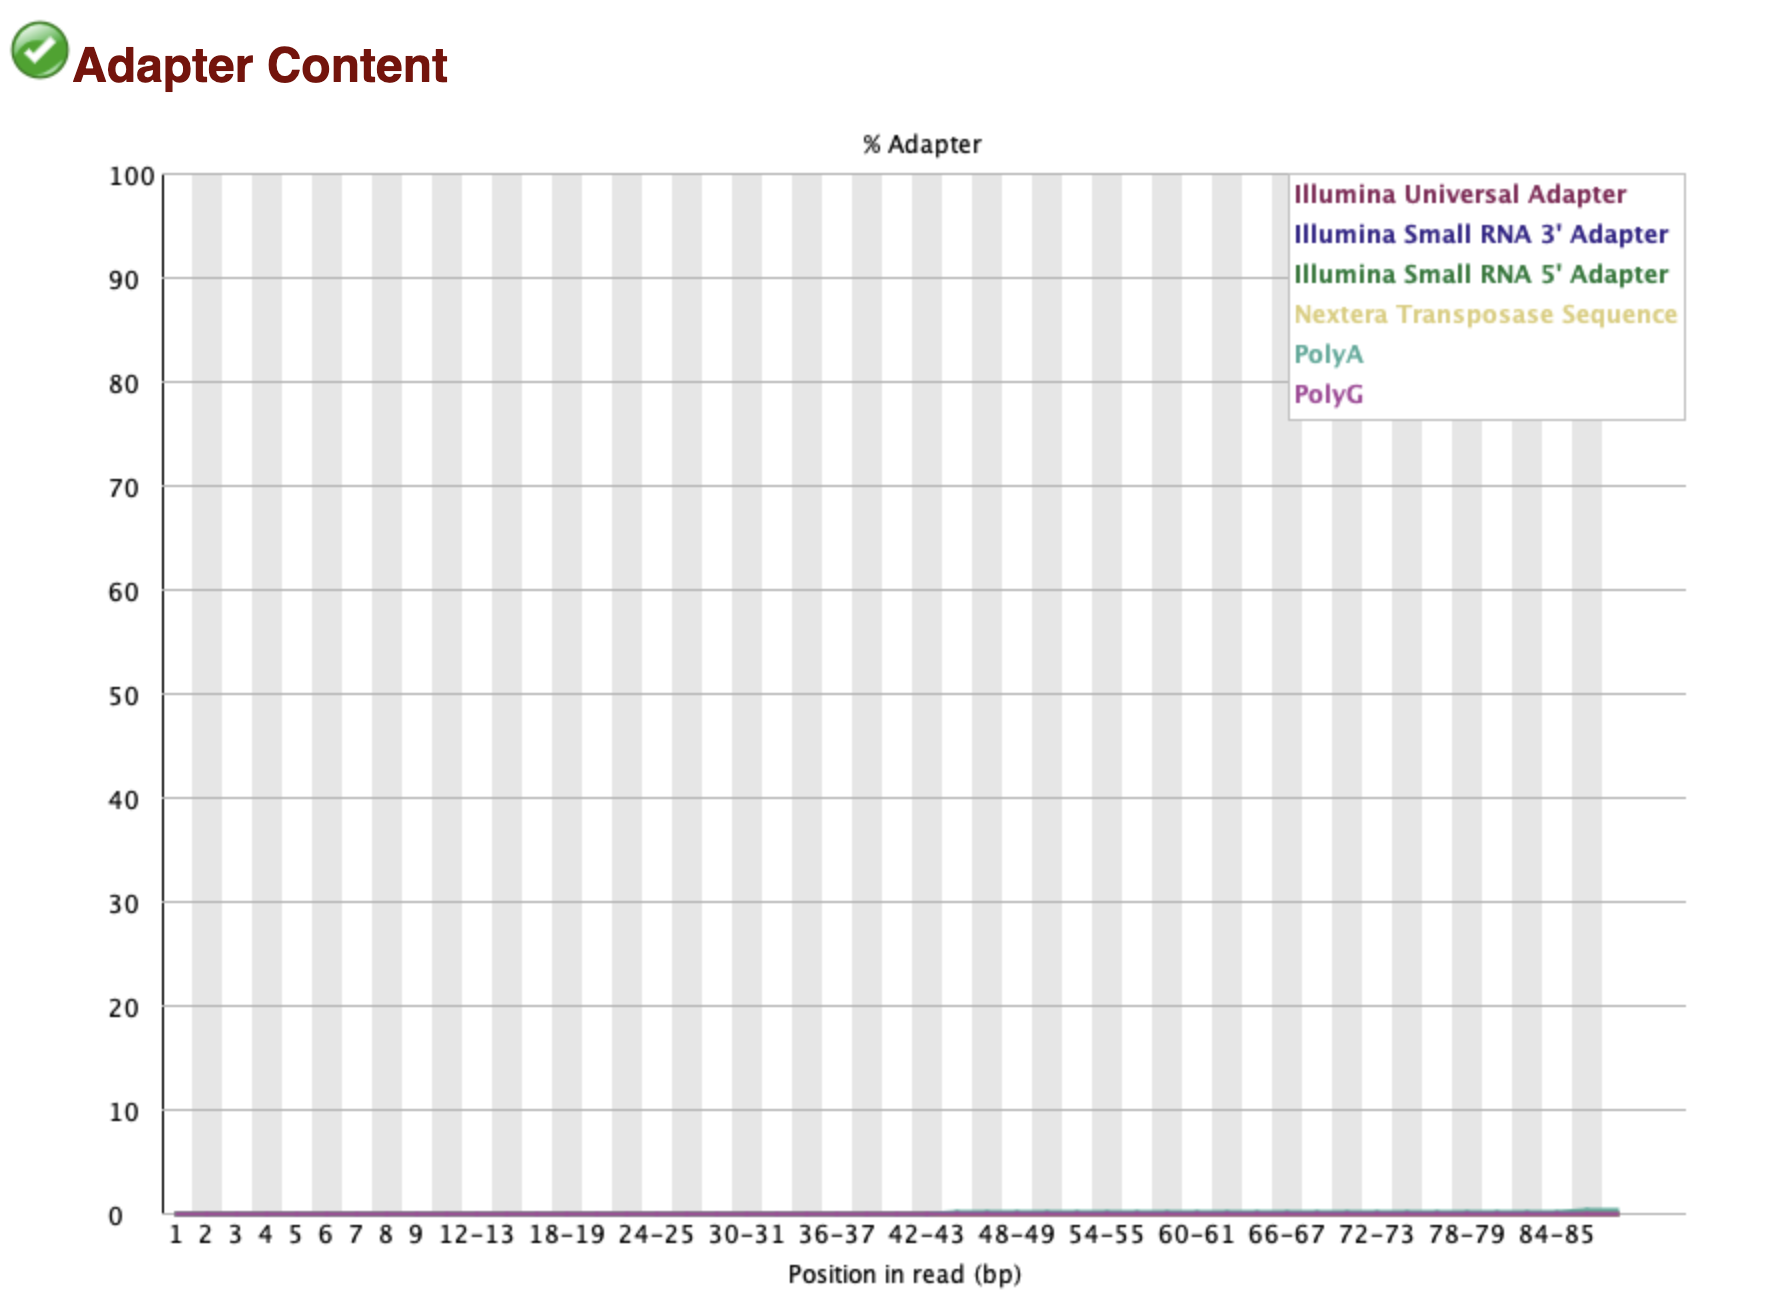 Adapter Content
% Adapter
100
90
80
70
60
50
40
30
20
10
0
Illumina Universal Adapter
Illumina Small RNA 3' Adapter
Illumina Small RNA 5' Adapter
Nextera Transposase Sequence
PolyA
PolyG
1 2 3 4 5 6 7 8 9 12-13 18-19 24-25 30-31 36-37 42-43 48-49 54-55 60-61 66-67 72-73 78-79 84-85
Position in read (bp)